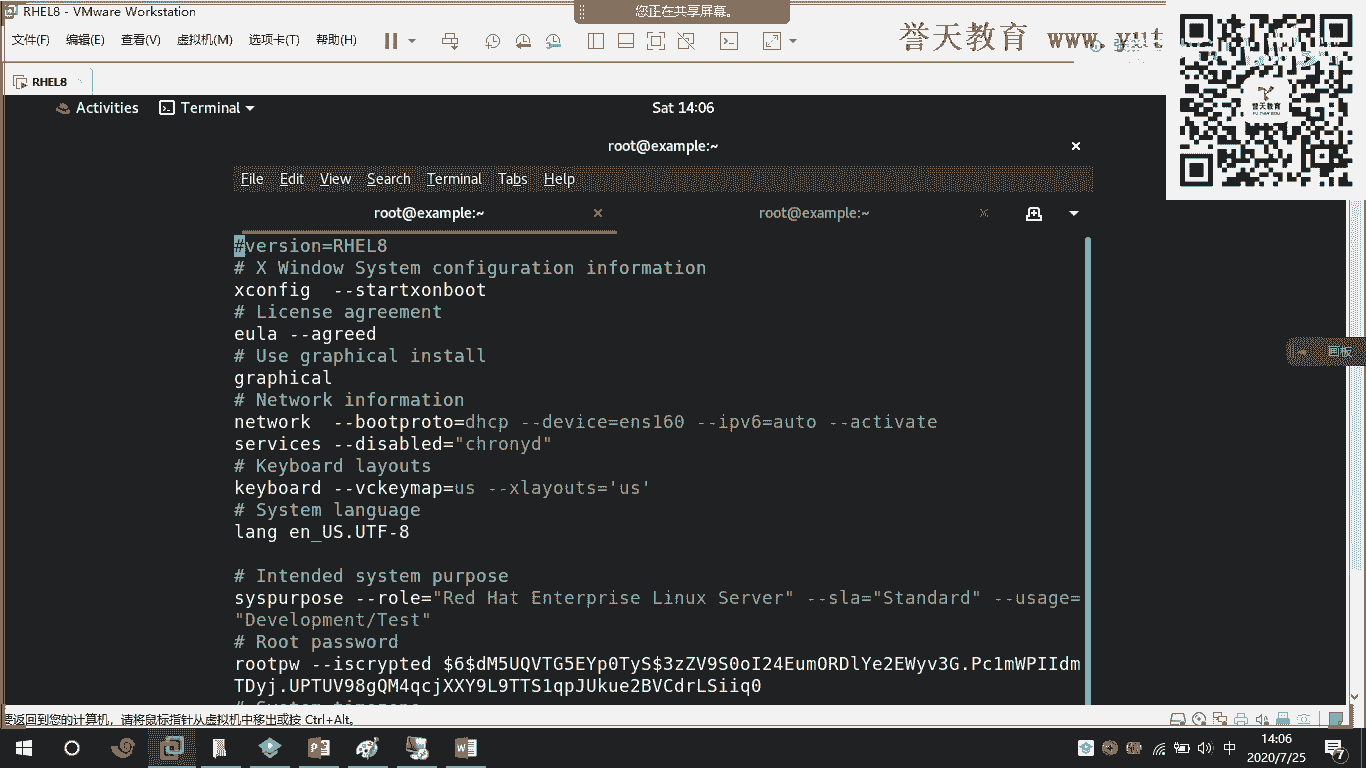 RHEL8 - VMware Workstation
您正在共享屏幕。
文件(F) 编辑(E) 查看(V) 虚拟机(M) 选项卡(T) 帮助(H)
誉天教育 www.yut
誉天教育
RHEL8
Activities Terminal Sat 14:06
root@example:~
File Edit View Search Terminal Tabs Help
root@example:~ root@example:~
#version=RHEL8
# X Window System configuration information
xconfig  --startxonboot
# License agreement
eula --agreed
# Use graphical install
graphical
# Network information
network  --bootproto=dhcp --device=ens160 --ipv6=auto --activate
services --disabled="chronyd"
# Keyboard layouts
keyboard --vckeymap=us --xlayouts='us'
# System language
lang en_US.UTF-8
# Intended system purpose
syspurpose --role="Red Hat Enterprise Linux Server" --sla="Standard" --usage=
"Development/Test"
# Root password
rootpw --iscrypted $6$dM5UQVTG5EYp0TyS$3zZV9S0oI24EumORDlYe2EWyv3G.Pc1mWPIIdm
TDyj.UPTUV98gQM4qcjXXY9L9TTS1qpJUkue2BVCdrLSiiq0
# System timezone
画板
要返回到您的计算机，请将鼠标指针从虚拟机中移出或按 Ctrl+Alt。
中
14:06
2020/7/25
7